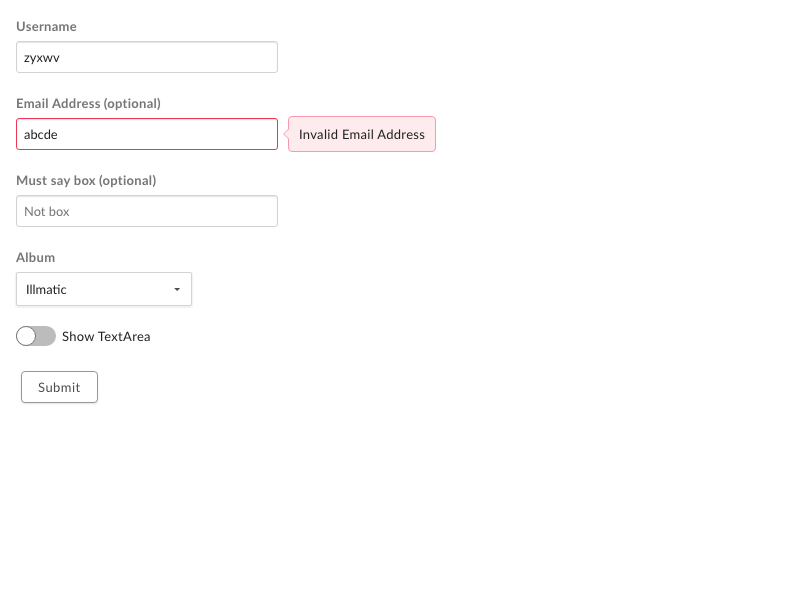 Username
zyxwv
Email Address (optional)
abcde
Invalid Email Address
Must say box (optional)
Not box
Album
Illmatic
Show TextArea
Submit